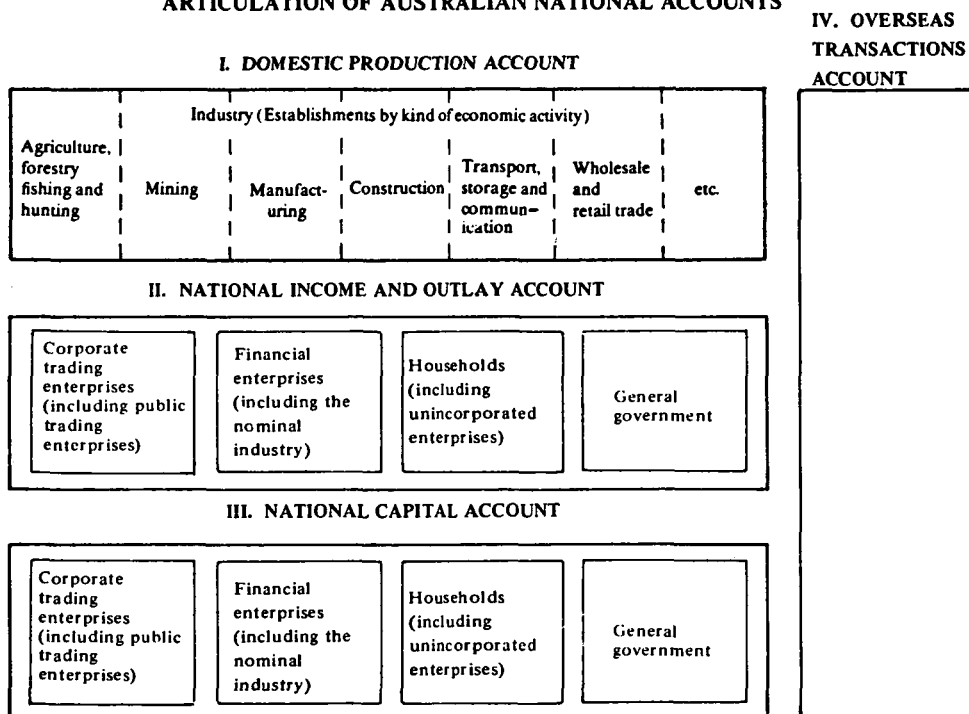 ARTICULATION OF AUSTRALIAN NATIONAL ACCOUNTS
IV. OVERSEAS
TRANSACTIONS
ACCOUNT
I. DOMESTIC PRODUCTION ACCOUNT
Industry (Establishments by kind of economic activity)
Agriculture,
forestry
fishing and
hunting
Mining
Manufact-
uring
Construction
Transport,
storage and
commun-
ication
Wholesale
and
retail trade
etc.
II. NATIONAL INCOME AND OUTLAY ACCOUNT
Corporate
trading
enterprises
(including public
trading
enterprises)
Financial
enterprises
(including the
nominal
industry)
Households
(including
unincorporated
enterprises)
General
government
III. NATIONAL CAPITAL ACCOUNT
Corporate
trading
enterprises
(including public
trading
enterprises)
Financial
enterprises
(including the
nominal
industry)
Households
(including
unincorporated
enterprises)
General
government